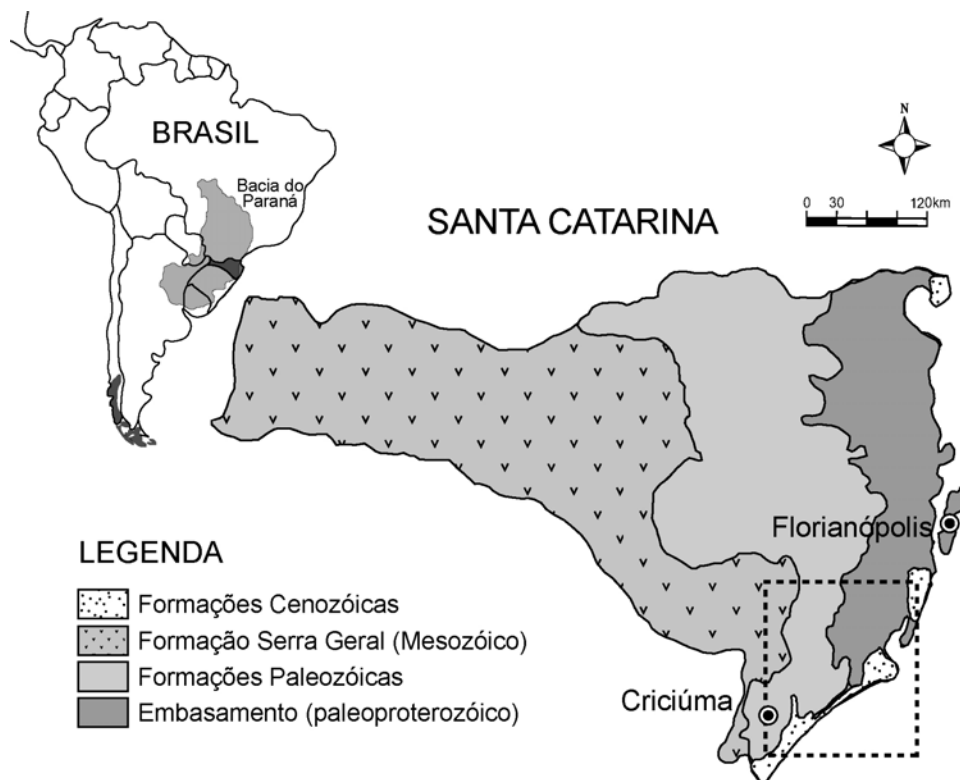 BRASIL
Bacia do
Paraná
N
SANTA CATARINA
0 30 120km
Florianópolis
Criciúma
LEGENDA
Formações Cenozóicas
Formação Serra Geral (Mesozóico)
Formações Paleozóicas
Embasamento (paleoproterozóico)